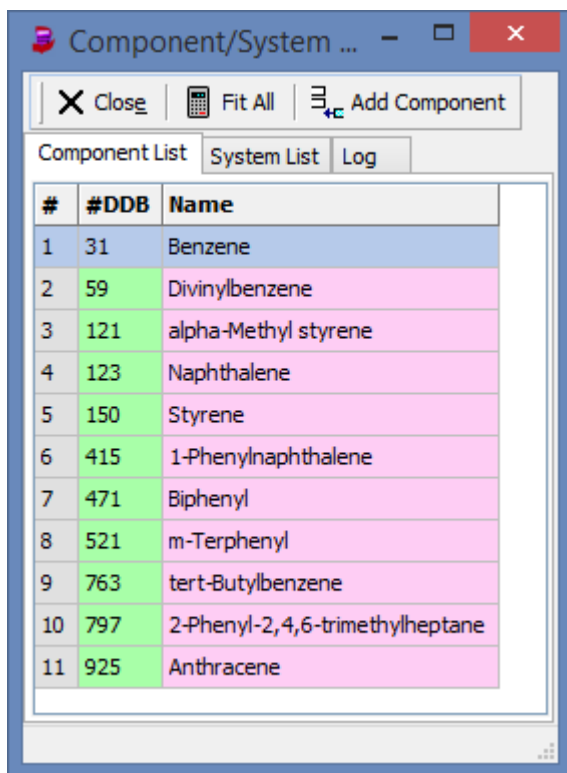 Component/System ...
Close Fit All Add Component
Component List System List Log
# #DDB Name
1 31 Benzene
2 59 Divinylbenzene
3 121 alpha-Methyl styrene
4 123 Naphthalene
5 150 Styrene
6 415 1-Phenylnaphthalene
7 471 Biphenyl
8 521 m-Terphenyl
9 763 tert-Butylbenzene
10 797 2-Phenyl-2,4,6-trimethylheptane
11 925 Anthracene